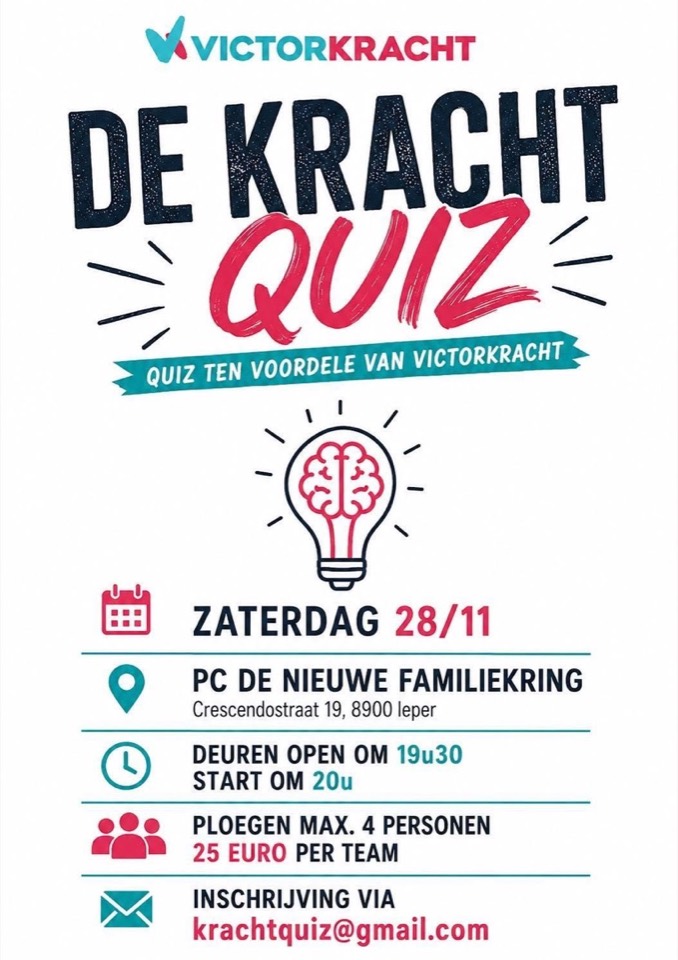 VICTORKRACHT
DE KRACHT
QUIZ
QUIZ TEN VOORDELE VAN VICTORKRACHT
ZATERDAG 28/11
PC DE NIEUWE FAMILIEKRING
Crescendostraat 19, 8900 Ieper
DEUREN OPEN OM 19u30
START OM 20u
PLOEGEN MAX. 4 PERSONEN
25 EURO PER TEAM
INSCHRIJVING VIA
krachtquiz@gmail.com